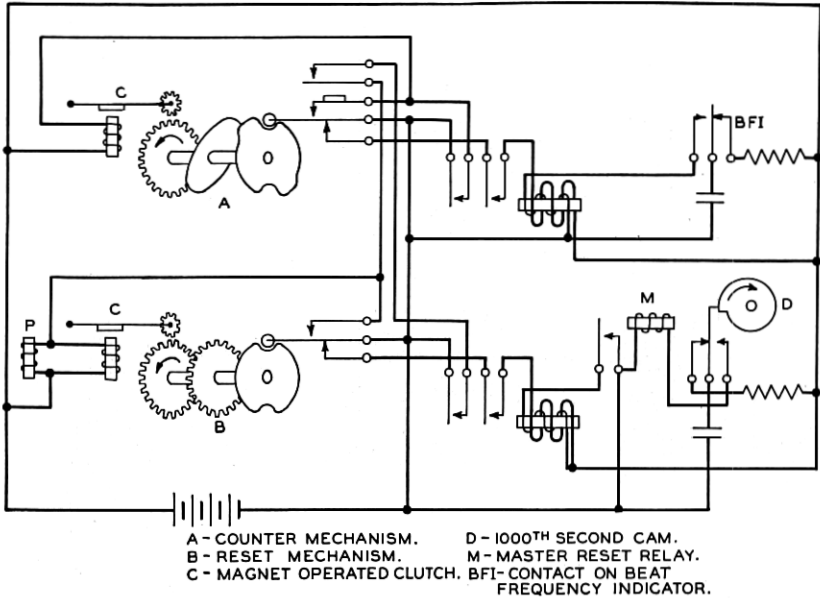 C
A
BFI
P
C
B
M
D
A - COUNTER MECHANISM.
B - RESET MECHANISM.
C - MAGNET OPERATED CLUTCH.
D - 1000TH SECOND CAM.
M - MASTER RESET RELAY.
BFI - CONTACT ON BEAT
FREQUENCY INDICATOR.